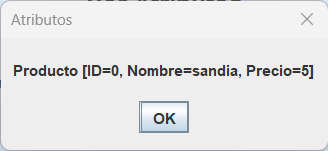 Atributos
Producto [ID=0, Nombre=sandia, Precio=5]
OK